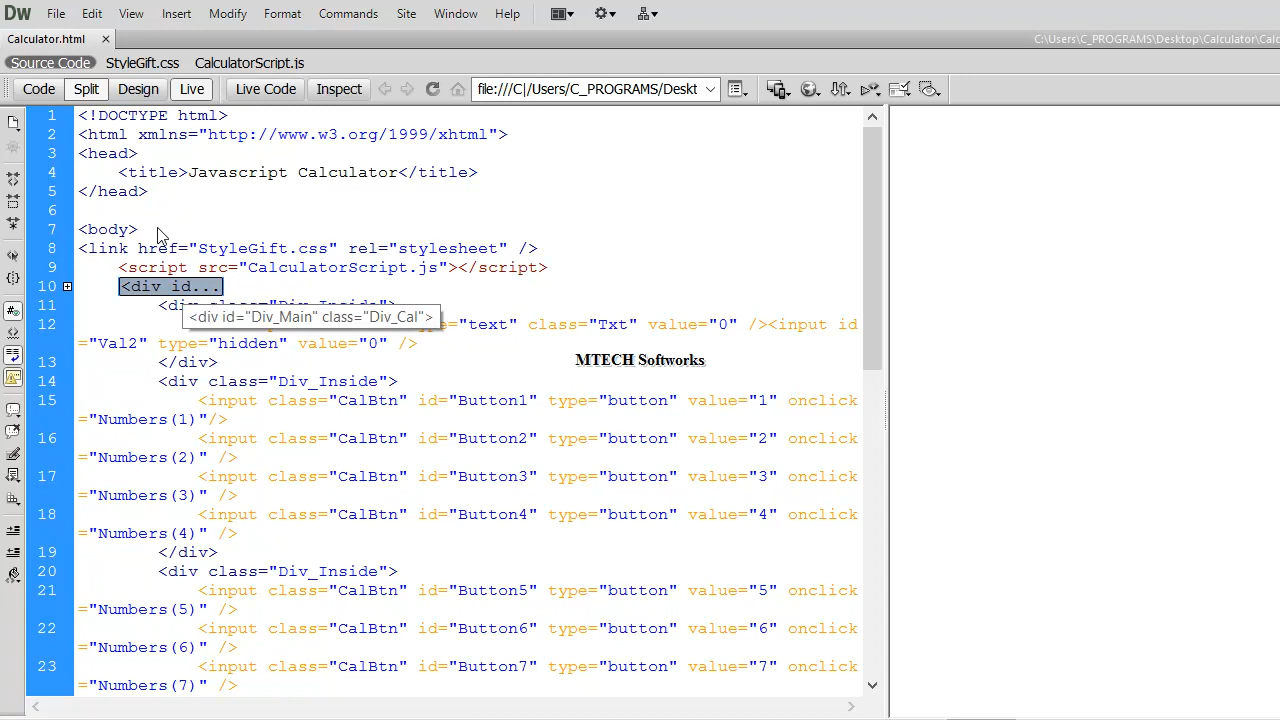 Dw File Edit View Insert Modify Format Commands Site Window Help
Calculator.html × C:\Users\C_PROGRAMS\Desktop\Calculator\Calc
Source Code StyleGift.css CalculatorScript.js
Code Split Design Live Live Code Inspect file:///C|/Users/C_PROGRAMS/Deskt
1 <!DOCTYPE html>
2 <html xmlns="http://www.w3.org/1999/xhtml">
3 <head>
4 <title>Javascript Calculator</title>
5 </head>
6
7 <body>
8 <link href="StyleGift.css" rel="stylesheet" />
9 <script src="CalculatorScript.js"></script>
10 <div id...
11 <div class="Div_Inside">
<div id="Div_Main" class="Div_Cal">
12 ="text" class="Txt" value="0" /><input id
="Val2" type="hidden" value="0" />
MTECH Softworks
13 </div>
14 <div class="Div_Inside">
15 <input class="CalBtn" id="Button1" type="button" value="1" onclick
="Numbers(1)"/>
16 <input class="CalBtn" id="Button2" type="button" value="2" onclick
="Numbers(2)" />
17 <input class="CalBtn" id="Button3" type="button" value="3" onclick
="Numbers(3)" />
18 <input class="CalBtn" id="Button4" type="button" value="4" onclick
="Numbers(4)" />
19 </div>
20 <div class="Div_Inside">
21 <input class="CalBtn" id="Button5" type="button" value="5" onclick
="Numbers(5)" />
22 <input class="CalBtn" id="Button6" type="button" value="6" onclick
="Numbers(6)" />
23 <input class="CalBtn" id="Button7" type="button" value="7" onclick
="Numbers(7)" />